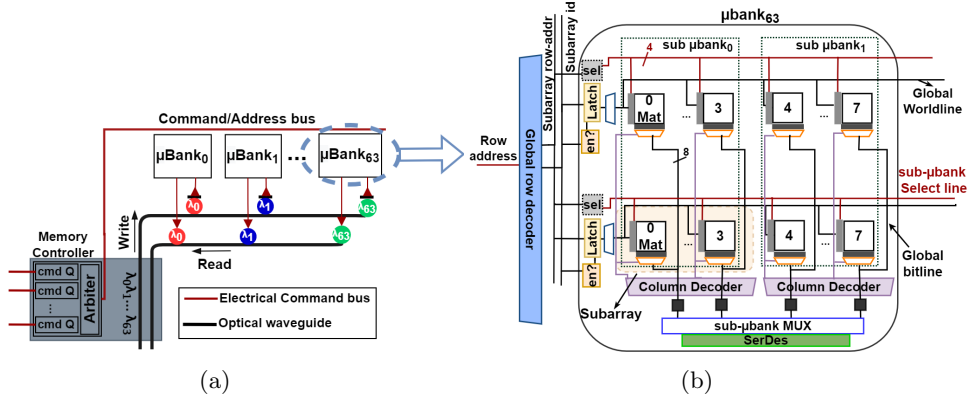 Command/Address bus
μBank0
μBank1
...
μBank63
λ0
λ1
λ63
λ0
λ1
λ63
Write
Read
Memory
Controller
cmd Q
cmd Q
...
cmd Q
Arbiter
λ0λ1... λ63
Electrical Command bus
Optical waveguide
(a)
Row
address
Global row decoder
Subarray row-addr
Subarray id
μbank63
sub μbank0
sub μbank1
4
sel
Latch
en?
0
Mat
...
3
4
...
7
Global
Worldline
8
sub-μbank
Select line
sel
Latch
en?
0
Mat
...
3
4
...
7
Global
bitline
Column Decoder
Column Decoder
Subarray
sub-μbank MUX
SerDes
(b)